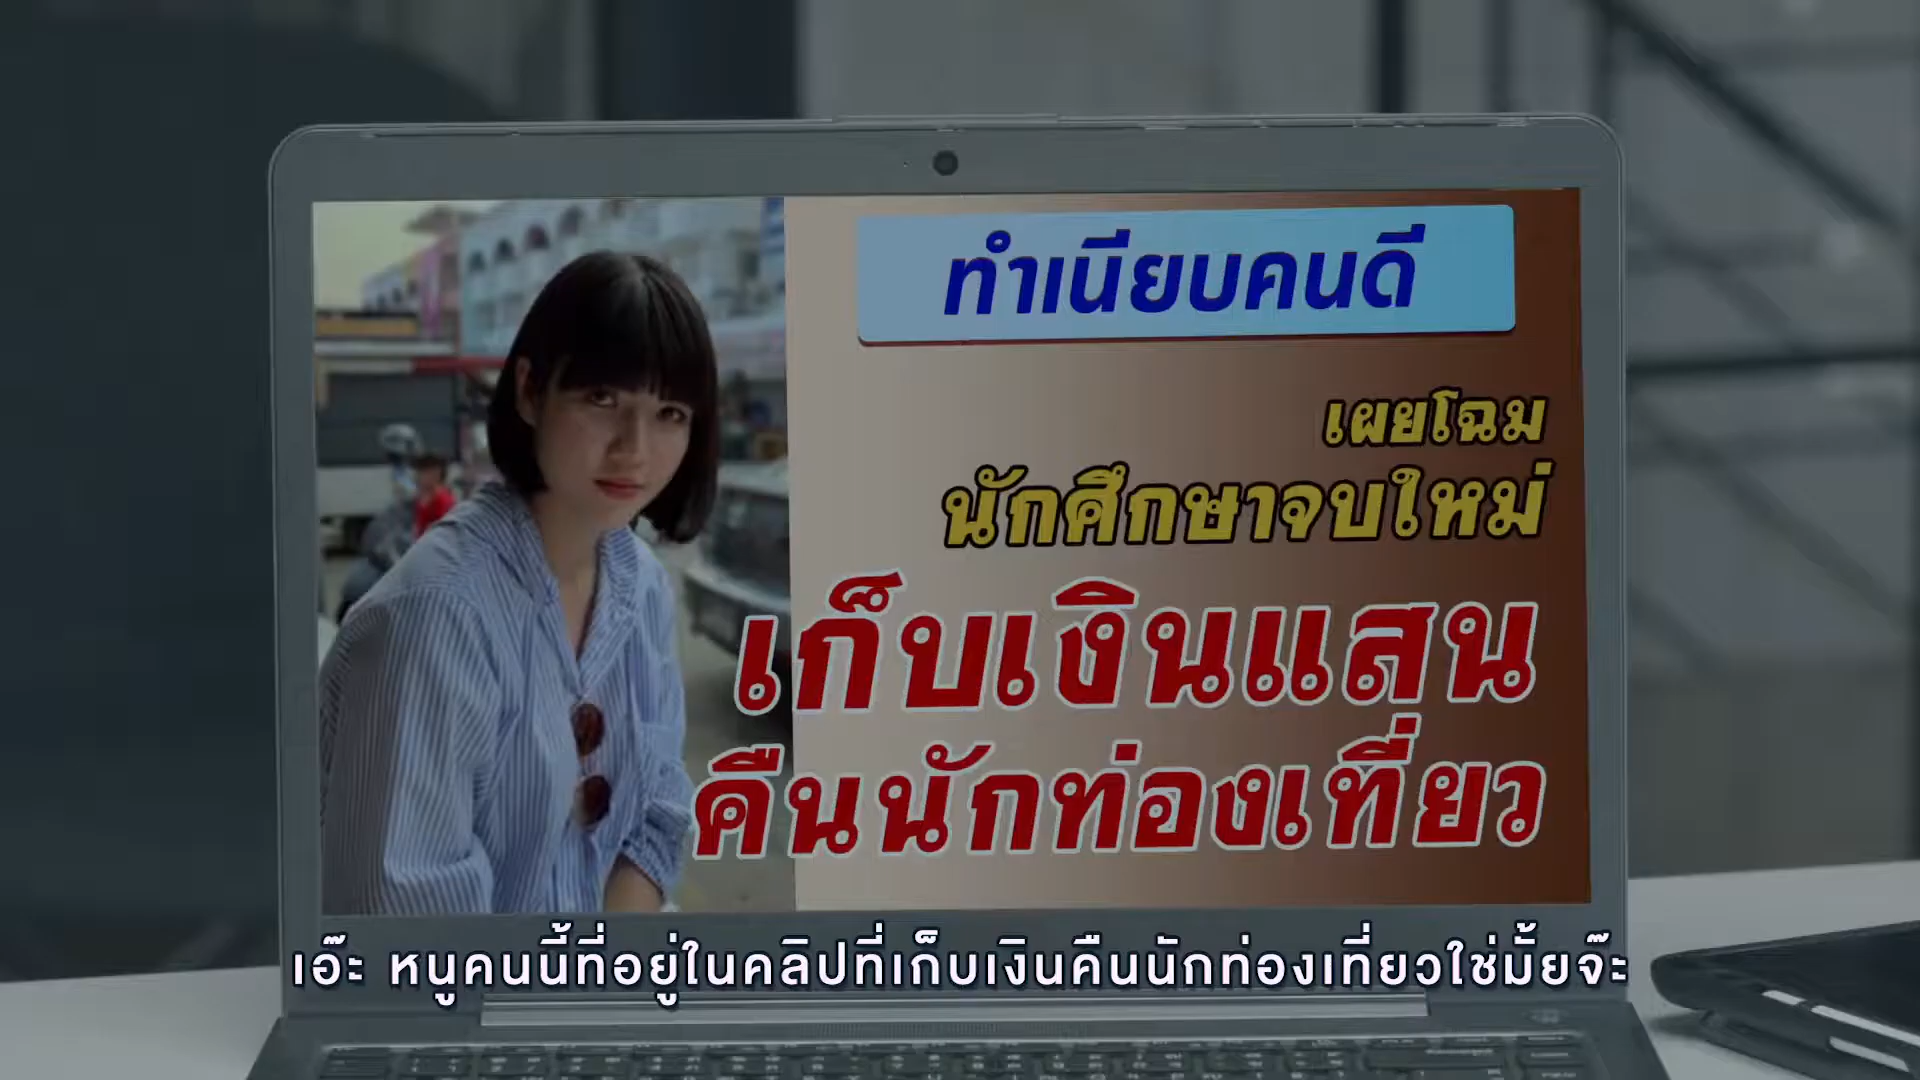 ทำเนียบคนดี
เผยโฉม
นักศึกษาจบใหม่
เก็บเงินแสน
คืนนักท่องเที่ยว
เอ๊ะ หนูคนนี้ที่อยู่ในคลิปที่เก็บเงินคืนนักท่องเที่ยวใช่มั้ยจ๊ะ